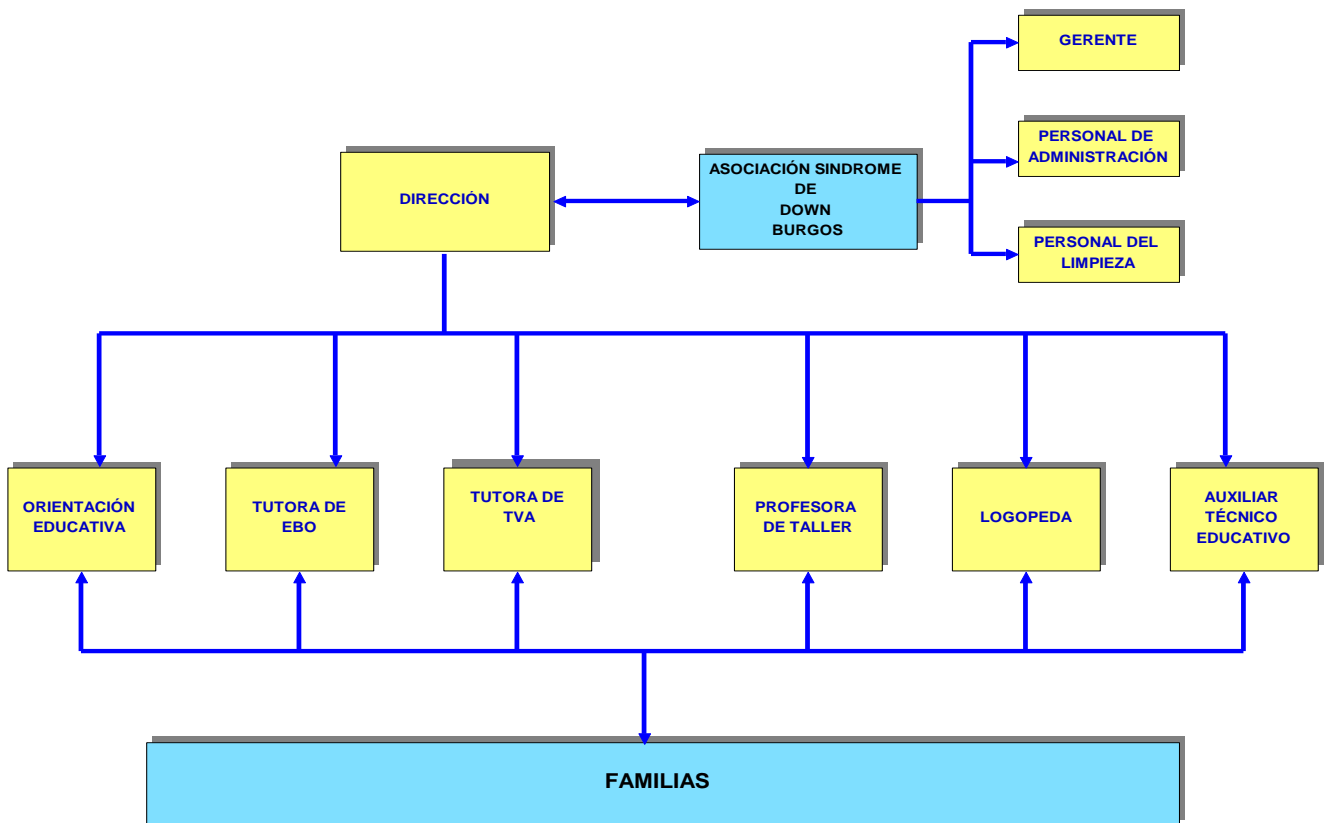 GERENTE
PERSONAL DE
ADMINISTRACIÓN
DIRECCIÓN
ASOCIACIÓN SINDROME
DE
DOWN
BURGOS
PERSONAL DEL
LIMPIEZA
ORIENTACIÓN
EDUCATIVA
TUTORA DE
EBO
TUTORA DE
TVA
PROFESORA
DE TALLER
LOGOPEDA
AUXILIAR
TÉCNICO
EDUCATIVO
FAMILIAS